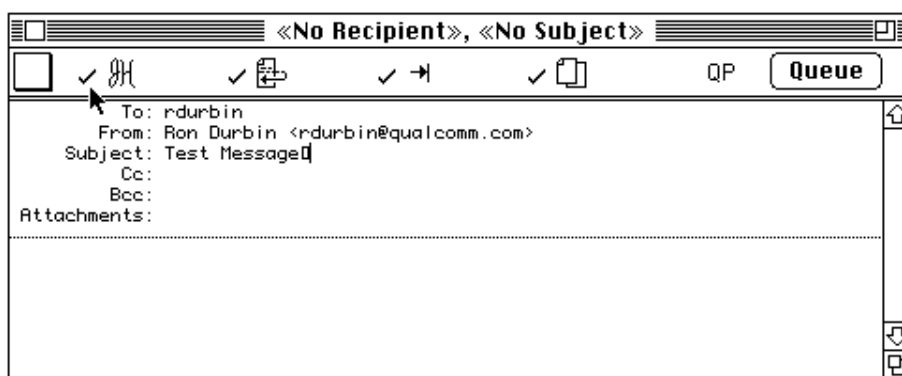 «No Recipient», «No Subject»
QP Queue
To: rdurbin
From: Ron Durbin <rdurbin@qualcomm.com>
Subject: Test Message
Cc:
Bcc:
Attachments: